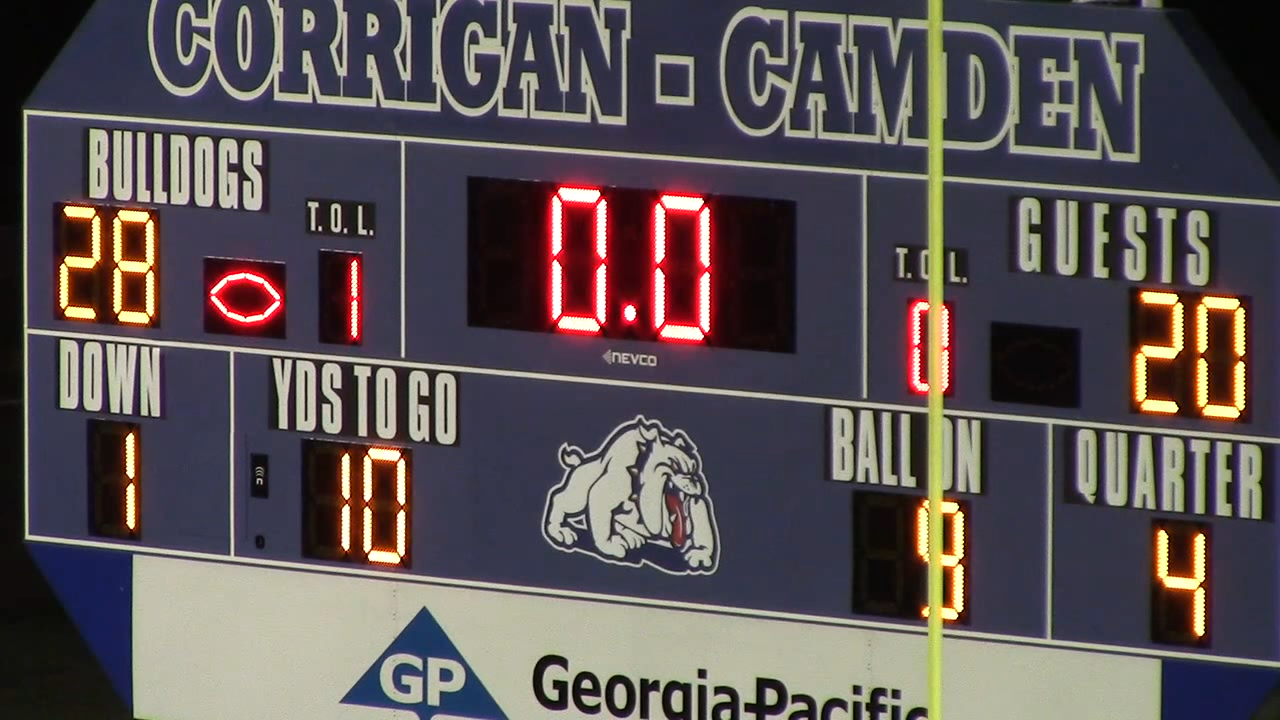 CORRIGAN - CAMDEN
BULLDOGS
T.O.L.
28
1
0.0
NEVCO
T.O.L.
GUESTS
0
20
DOWN
YDS TO GO
BALL ON
QUARTER
1
10
9
4
GP
Georgia-Pacific